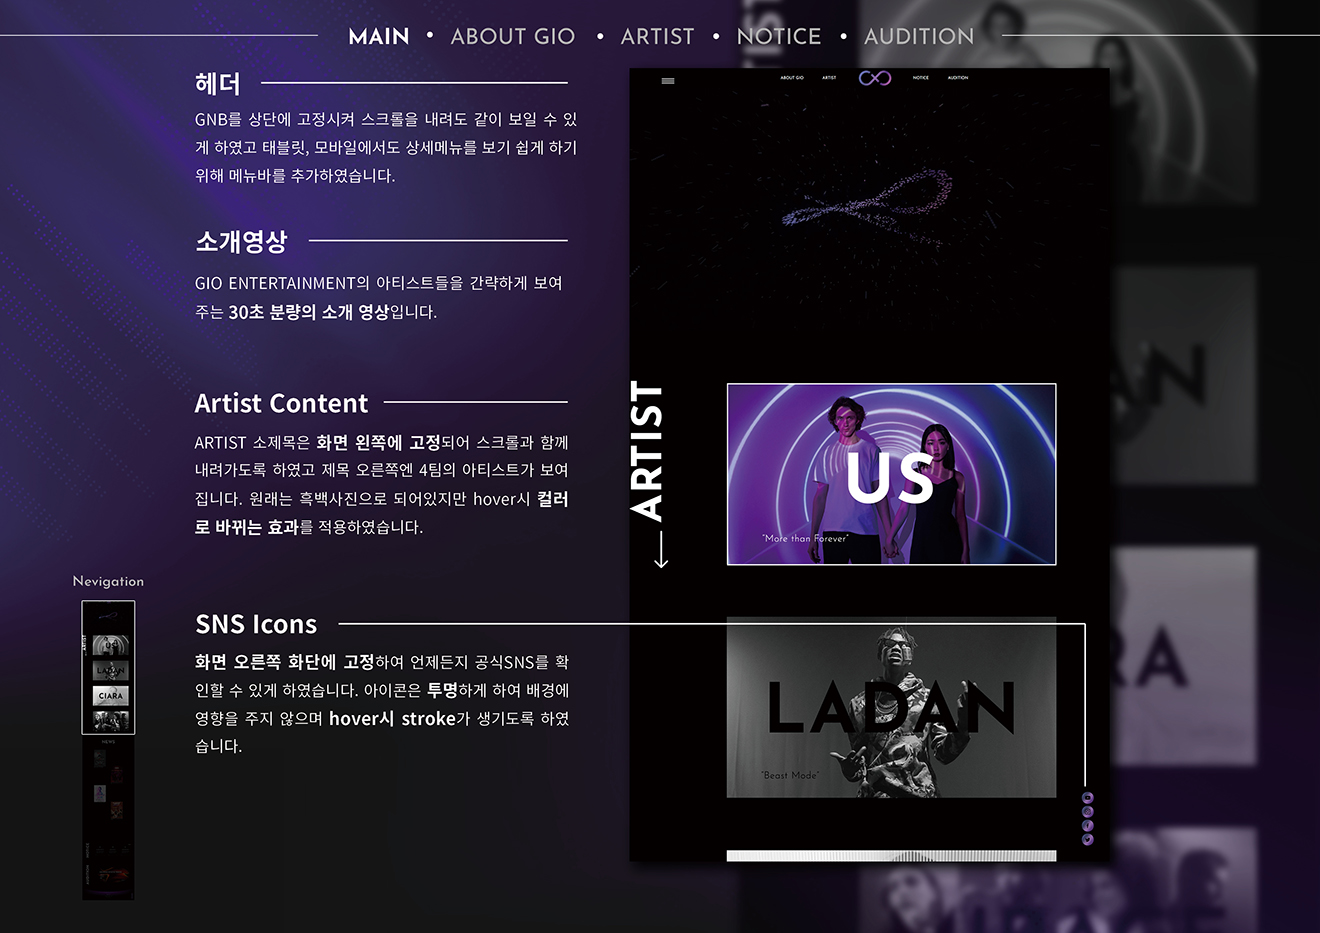 MAIN • ABOUT GIO • ARTIST • NOTICE • AUDITION
헤더
GNB를 상단에 고정시켜 스크롤을 내려도 같이 보일 수 있
게 하였고 태블릿, 모바일에서도 상세메뉴를 보기 쉽게 하기
위해 메뉴바를 추가하였습니다.
소개영상
GIO ENTERTAINMENT의 아티스트들을 간략하게 보여
주는 30초 분량의 소개 영상입니다.
Artist Content
ARTIST 소제목은 화면 왼쪽에 고정되어 스크롤과 함께
내려가도록 하였고 제목 오른쪽엔 4팀의 아티스트가 보여
집니다. 원래는 흑백사진으로 되어있지만 hover시 컬러
로 바뀌는 효과를 적용하였습니다.
SNS Icons
화면 오른쪽 화단에 고정하여 언제든지 공식SNS를 확
인할 수 있게 하였습니다. 아이콘은 투명하게 하여 배경에
영향을 주지 않으며 hover시 stroke가 생기도록 하였
습니다.
Nevigation
LADAN
CIARA
NEWS
ABOUT GIO ARTIST NOTICE AUDITION
ARTIST
US
"More than Forever"
LADAN
"Beast Mode"